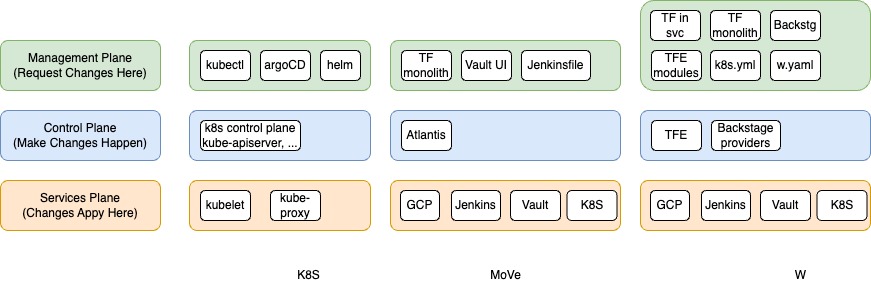 TF in
svc
TF
monolith
Backstg
Management Plane
(Request Changes Here)
kubectl
argoCD
helm
TF
monolith
Vault UI
Jenkinsfile
TFE
modules
k8s.yml
w.yaml
Control Plane
(Make Changes Happen)
k8s control plane
kube-apiserver, ...
Atlantis
TFE
Backstage
providers
Services Plane
(Changes Appy Here)
kubelet
kube-
proxy
GCP
Jenkins
Vault
K8S
GCP
Jenkins
Vault
K8S
K8S
MoVe
W